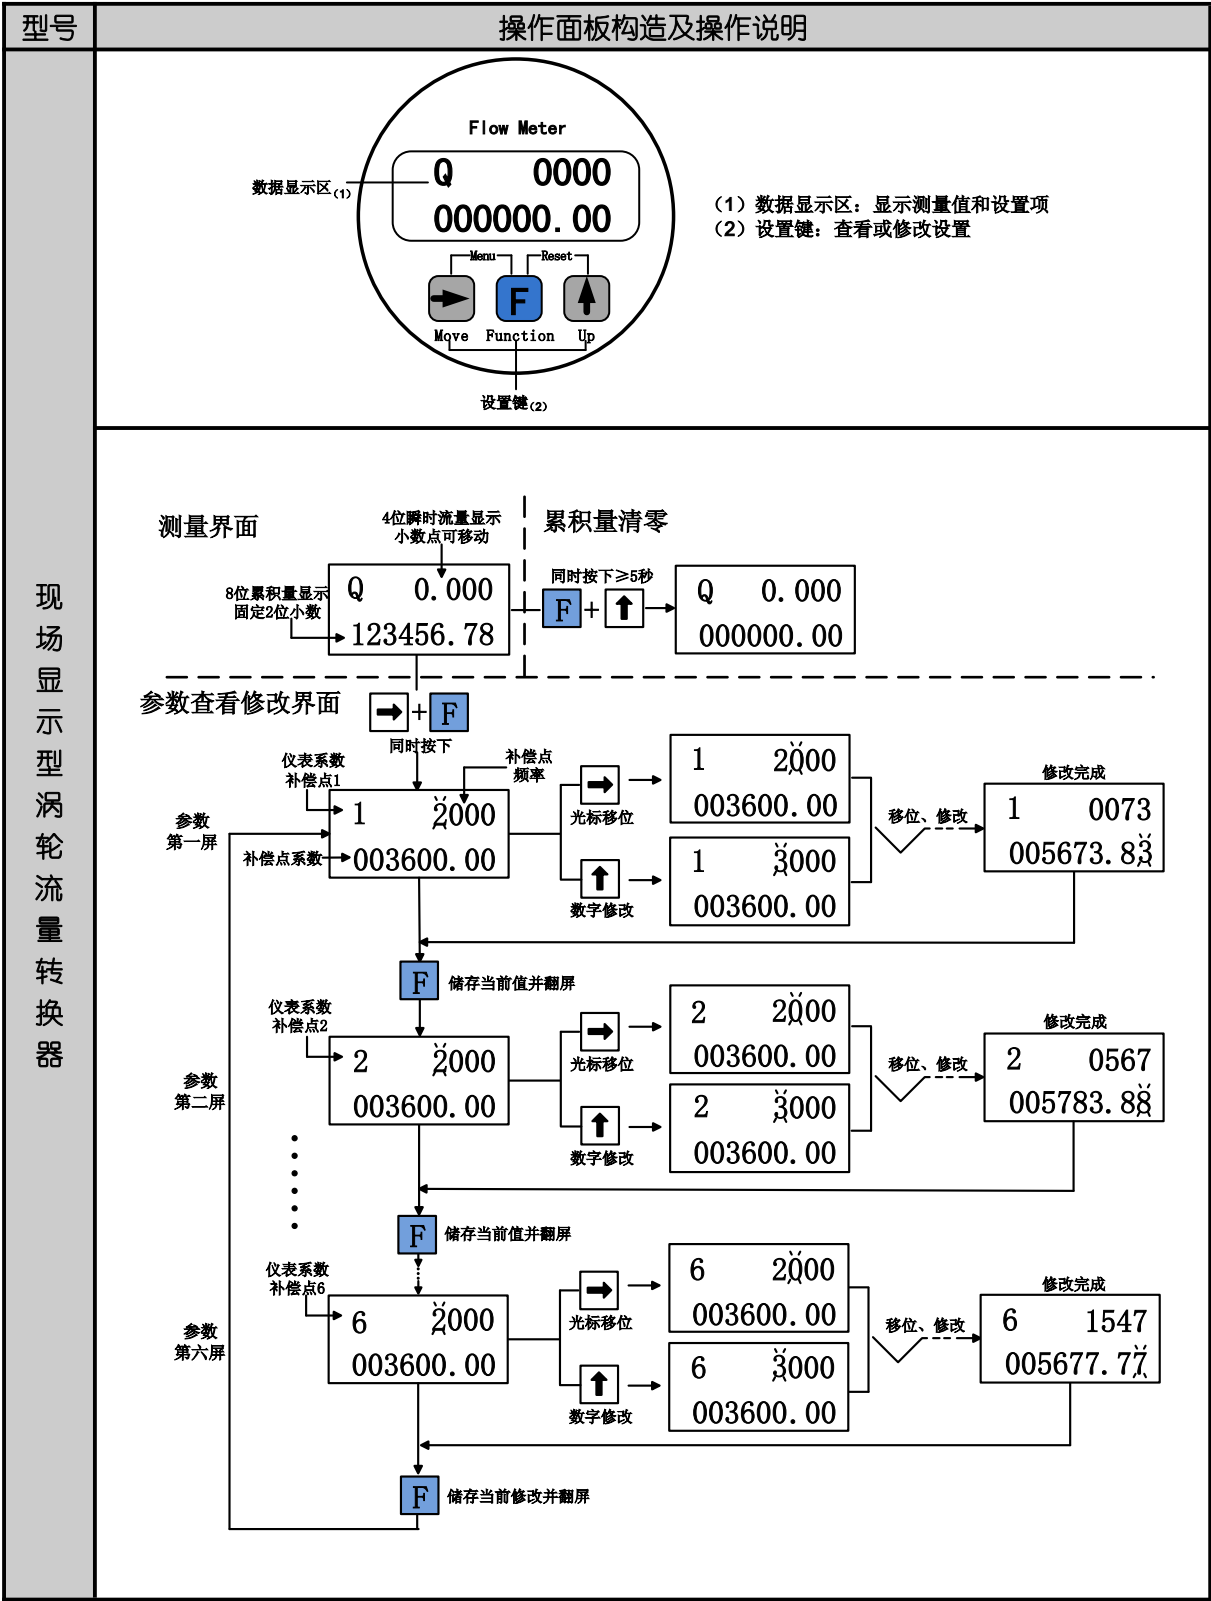 型号
操作面板构造及操作说明
Flow Meter
Q 0000
000000.00
数据显示区(1)
Menu Reset
F
Move Function Up
设置键(2)
(1) 数据显示区：显示测量值和设置项
(2) 设置键：查看或修改设置
现场显示型涡轮流量转换器
测量界面
4位瞬时流量显示
小数点可移动
累积量清零
8位累积量显示
固定2位小数
Q 0.000
123456.78
同时按下≥5秒
F +
Q 0.000
000000.00
参数查看修改界面
+ F
同时按下
仪表系数
补偿点1
补偿点
频率
参数
第一屏
1 2000
003600.00
补偿点系数
光标移位
数字修改
1 2000
003600.00
1 3000
003600.00
移位、修改
修改完成
1 0073
005673.83
F 储存当前值并翻屏
仪表系数
补偿点2
参数
第二屏
2 2000
003600.00
光标移位
数字修改
2 2000
003600.00
2 3000
003600.00
移位、修改
修改完成
2 0567
005783.88
F 储存当前值并翻屏
仪表系数
补偿点6
参数
第六屏
6 2000
003600.00
光标移位
数字修改
6 2000
003600.00
6 3000
003600.00
移位、修改
修改完成
6 1547
005677.77
F 储存当前修改并翻屏